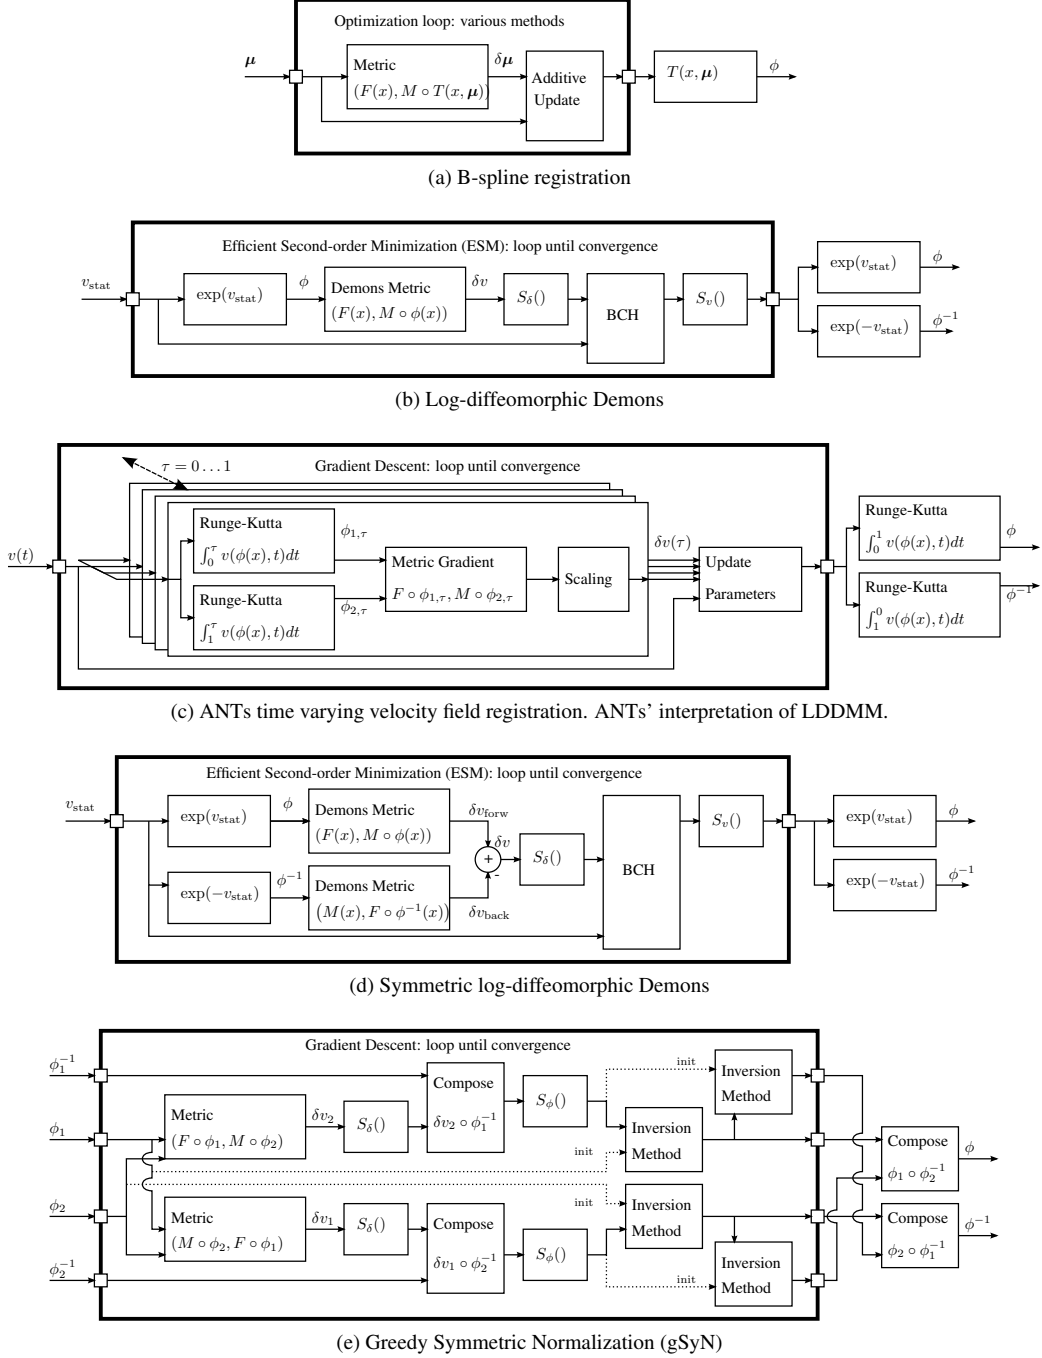 Optimization loop: various methods
μ
Metric
(F(x), M ∘ T(x, μ))
δμ
Additive
Update
T(x, μ)
ϕ
(a) B-spline registration
Efficient Second-order Minimization (ESM): loop until convergence
v_stat
exp(v_stat)
ϕ
Demons Metric
(F(x), M ∘ ϕ(x))
δv
S_δ()
BCH
S_v()
exp(v_stat)
ϕ
exp(−v_stat)
ϕ^{-1}
(b) Log-diffeomorphic Demons
Gradient Descent: loop until convergence
τ = 0 … 1
v(t)
Runge-Kutta
∫_0^τ v(ϕ(x), t)dt
ϕ_{1,τ}
Runge-Kutta
∫_1^τ v(ϕ(x), t)dt
ϕ_{2,τ}
Metric Gradient
F ∘ ϕ_{1,τ}, M ∘ ϕ_{2,τ}
Scaling
δv(τ)
Update
Parameters
Runge-Kutta
∫_0^1 v(ϕ(x), t)dt
ϕ
Runge-Kutta
∫_1^0 v(ϕ(x), t)dt
ϕ^{-1}
(c) ANTs time varying velocity field registration. ANTs' interpretation of LDDMM.
Efficient Second-order Minimization (ESM): loop until convergence
v_stat
exp(v_stat)
ϕ
Demons Metric
(F(x), M ∘ ϕ(x))
δv_forw
exp(−v_stat)
ϕ^{-1}
Demons Metric
(M(x), F ∘ ϕ^{-1}(x))
δv_back
+
-
δv
S_δ()
BCH
S_v()
exp(v_stat)
ϕ
exp(−v_stat)
ϕ^{-1}
(d) Symmetric log-diffeomorphic Demons
Gradient Descent: loop until convergence
ϕ_1^{-1}
ϕ_1
ϕ_2
ϕ_2^{-1}
Metric
(F ∘ ϕ_1, M ∘ ϕ_2)
δv_2
S_δ()
Compose
δv_2 ∘ ϕ_1^{-1}
S_ϕ()
init
Inversion
Method
init
Inversion
Method
Metric
(M ∘ ϕ_2, F ∘ ϕ_1)
δv_1
S_δ()
Compose
δv_1 ∘ ϕ_2^{-1}
S_ϕ()
init
Inversion
Method
init
Inversion
Method
Compose
ϕ_1 ∘ ϕ_2^{-1}
ϕ
Compose
ϕ_2 ∘ ϕ_1^{-1}
ϕ^{-1}
(e) Greedy Symmetric Normalization (gSyN)